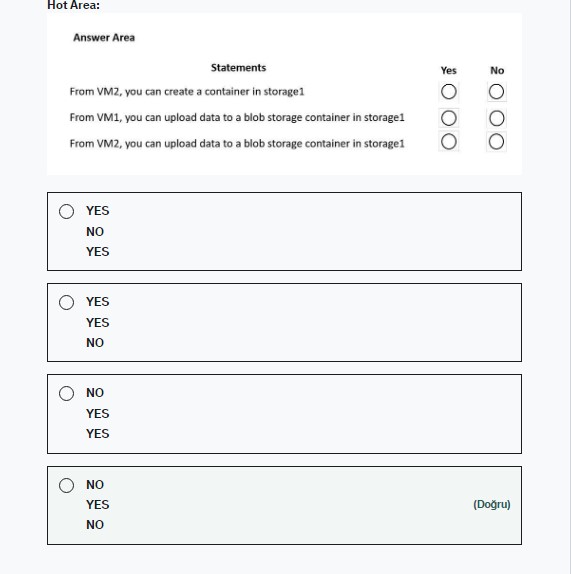 Hot Area:
Answer Area
Statements Yes No
From VM2, you can create a container in storage1
From VM1, you can upload data to a blob storage container in storage1
From VM2, you can upload data to a blob storage container in storage1
YES
NO
YES
YES
YES
NO
NO
YES
YES
NO
YES (Doğru)
NO